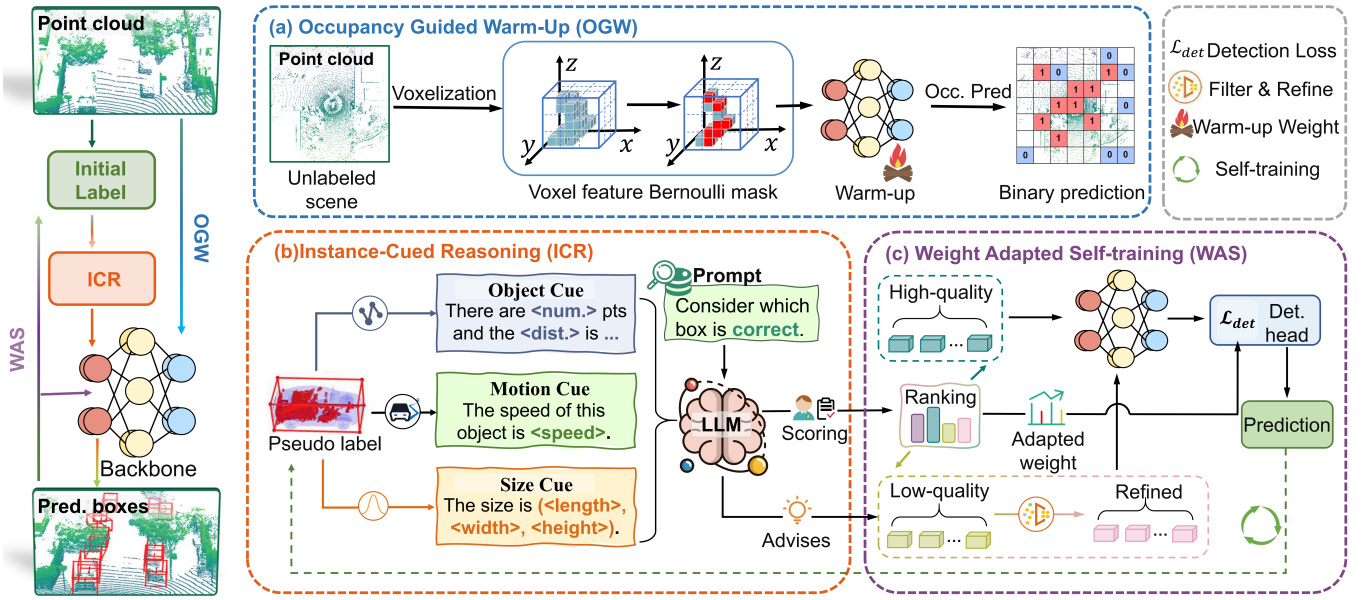 Point cloud
Initial
Label
ICR
OGW
WAS
Backbone
Pred. boxes
(a) Occupancy Guided Warm-Up (OGW)
Point cloud
Unlabeled
scene
Voxelization
z
y
x
z
y
x
Voxel feature Bernoulli mask
Warm-up
Occ. Pred
0
1 0 1 0
1 1
1 1 0
1 1
1
0 0 0
Binary prediction
ℒdet Detection Loss
Filter & Refine
Warm-up Weight
Self-training
(b)Instance-Cued Reasoning (ICR)
Pseudo label
Object Cue
There are <num.> pts
and the <dist.> is ...
Motion Cue
The speed of this
object is <speed>.
Size Cue
The size is (<length>,
<width>, <height>).
Prompt
Consider which
box is correct.
LLM
Scoring
Advises
(c) Weight Adapted Self-training (WAS)
High-quality
...
Ranking
Adapted
weight
Low-quality
...
Refined
...
ℒdet Det.
head
Prediction